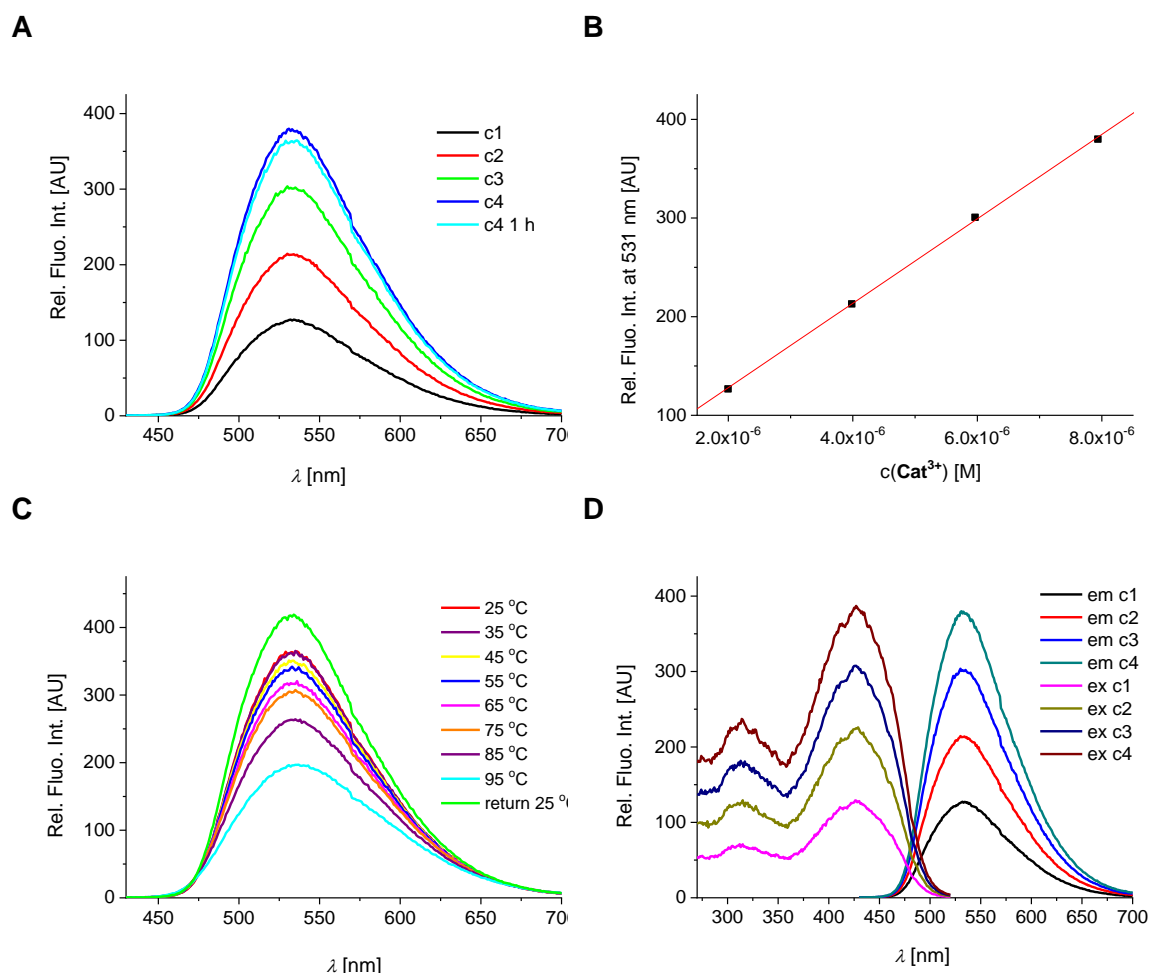 A
B
Rel. Fluo. Int. [AU]
400
300
200
100
0
450
500
550
600
650
700
λ [nm]
c1
c2
c3
c4
c4 1 h
Rel. Fluo. Int. at 531 nm [AU]
400
300
200
100
2.0x10⁻⁶
4.0x10⁻⁶
6.0x10⁻⁶
8.0x10⁻⁶
c(Cat³⁺) [M]
C
D
Rel. Fluo. Int. [AU]
400
300
200
100
0
450
500
550
600
650
700
λ [nm]
25 °C
35 °C
45 °C
55 °C
65 °C
75 °C
85 °C
95 °C
return 25 °C
Rel. Fluo. Int. [AU]
400
300
200
100
0
300
350
400
450
500
550
600
650
700
λ [nm]
em c1
em c2
em c3
em c4
ex c1
ex c2
ex c3
ex c4